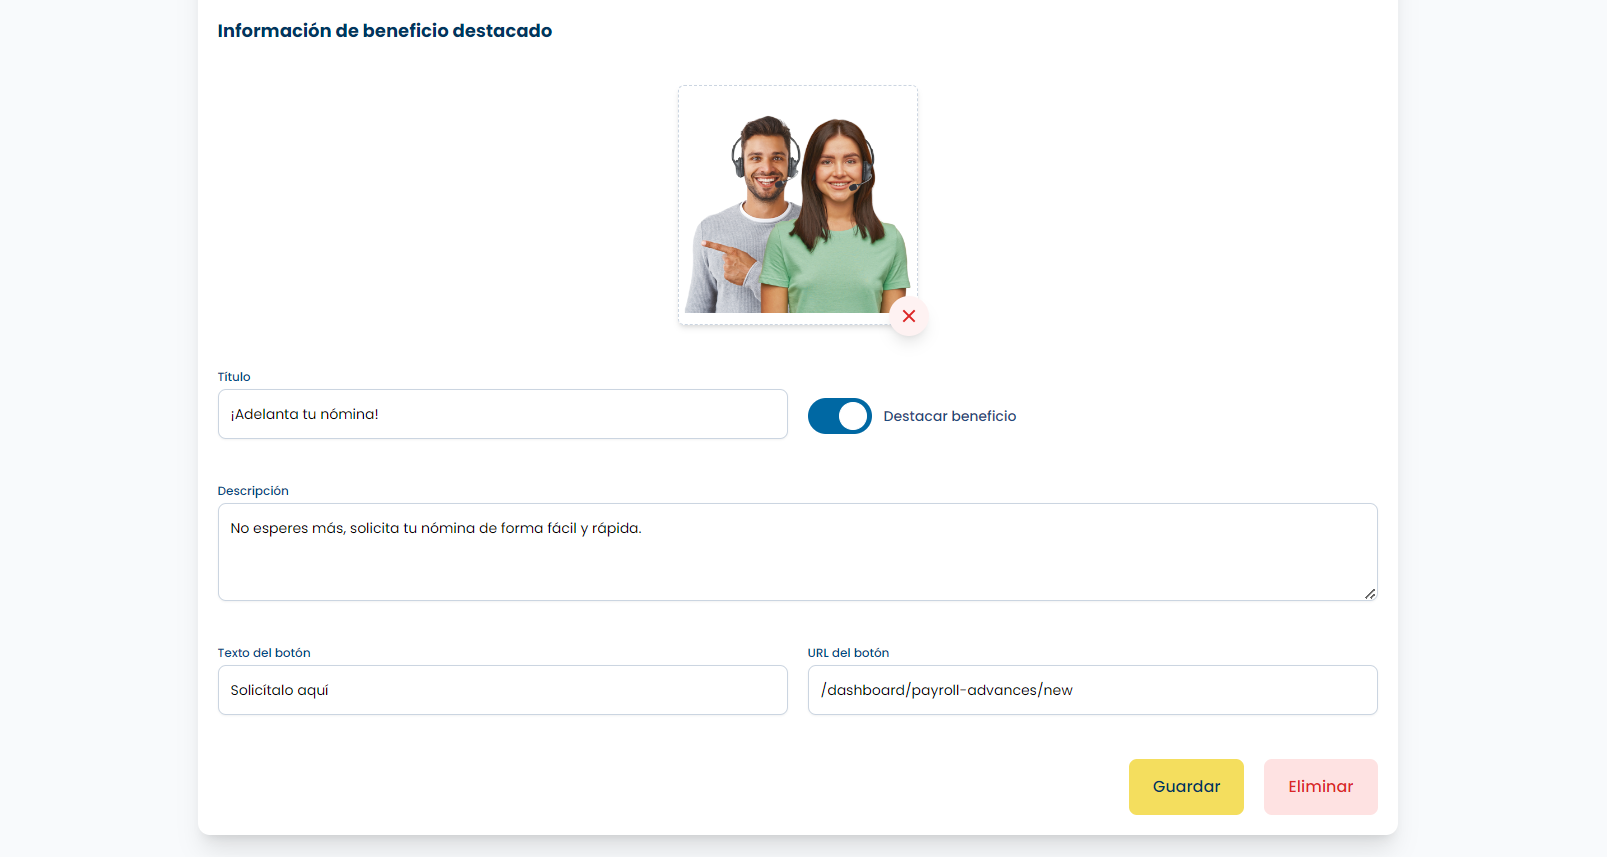 Información de beneficio destacado
Título
¡Adelanta tu nómina!
Destacar beneficio
Descripción
No esperes más, solicita tu nómina de forma fácil y rápida.
Texto del botón
URL del botón
Solicítalo aquí
/dashboard/payroll-advances/new
Guardar
Eliminar